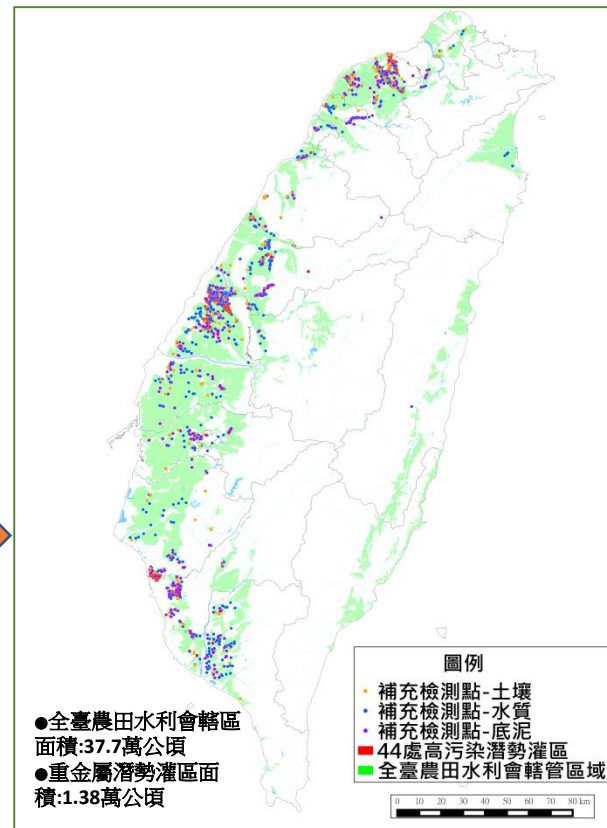 ●全臺農田水利會轄區
面積:37.7萬公頃
●重金屬潛勢灌區面
積:1.38萬公頃
圖例
補充檢測點-土壤
補充檢測點-水質
補充檢測點-底泥
44處高污染潛勢灌區
全臺農田水利會轄管區域
0 10 20 30 40 50 60 70 80 km